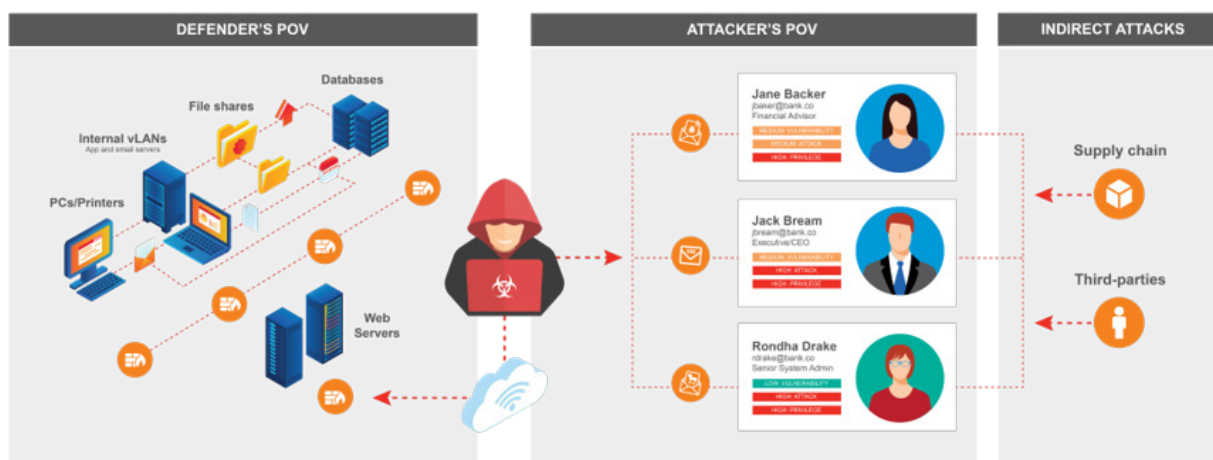 DEFENDER'S POV
Databases
File shares
Internal vLANs
App and email servers
PCs/Printers
Web
Servers
ATTACKER'S POV
Jane Backer
jbaker@bank.co
Financial Advisor
MEDIUM VULNERABILITY
MEDIUM ATTACK
HIGH PRIVILEGE
Jack Bream
jbream@bank.co
Executive/CEO
MEDIUM VULNERABILITY
HIGH ATTACK
HIGH PRIVILEGE
Rondha Drake
rdrake@bank.co
Senior System Admin
LOW VULNERABILITY
HIGH ATTACK
HIGH PRIVILEGE
INDIRECT ATTACKS
Supply chain
Third-parties